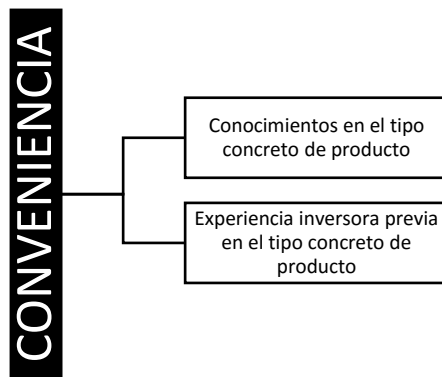 CONVENIENCIA
Conocimientos en el tipo
concreto de producto
Experiencia inversora previa
en el tipo concreto de
producto